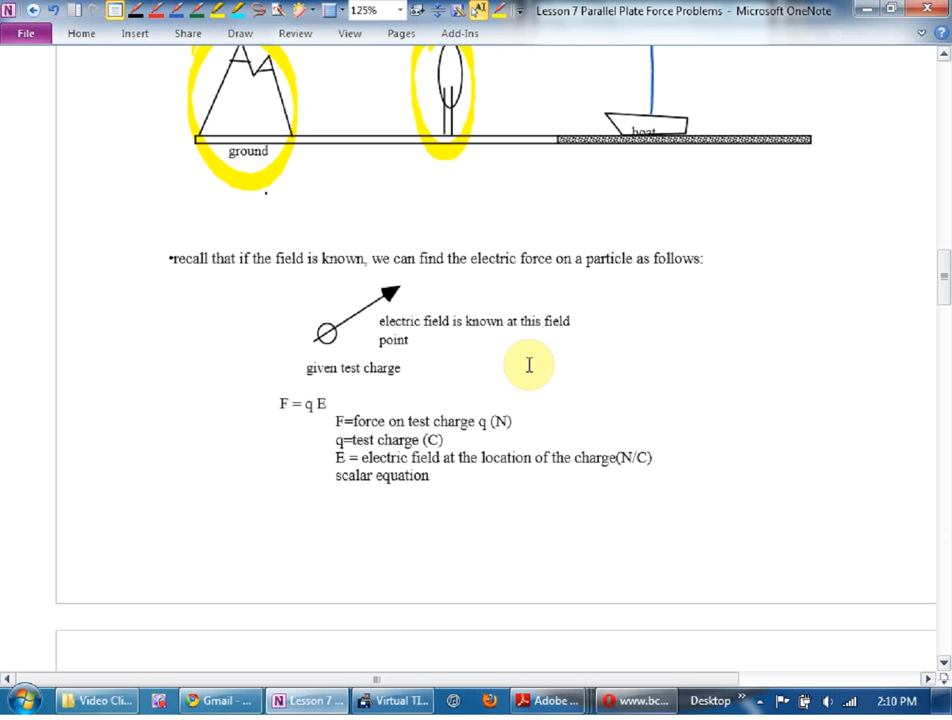 125%
Lesson 7 Parallel Plate Force Problems - Microsoft OneNote
File Home Insert Share Draw Review View Pages Add-Ins
boat
ground
•recall that if the field is known, we can find the electric force on a particle as follows:
electric field is known at this field
point
given test charge
F = q E
F=force on test charge q (N)
q=test charge (C)
E = electric field at the location of the charge(N/C)
scalar equation
Video Cli... Gmail - ... Lesson 7 ... Virtual TI... Adobe ... www.bc... Desktop 2:10 PM